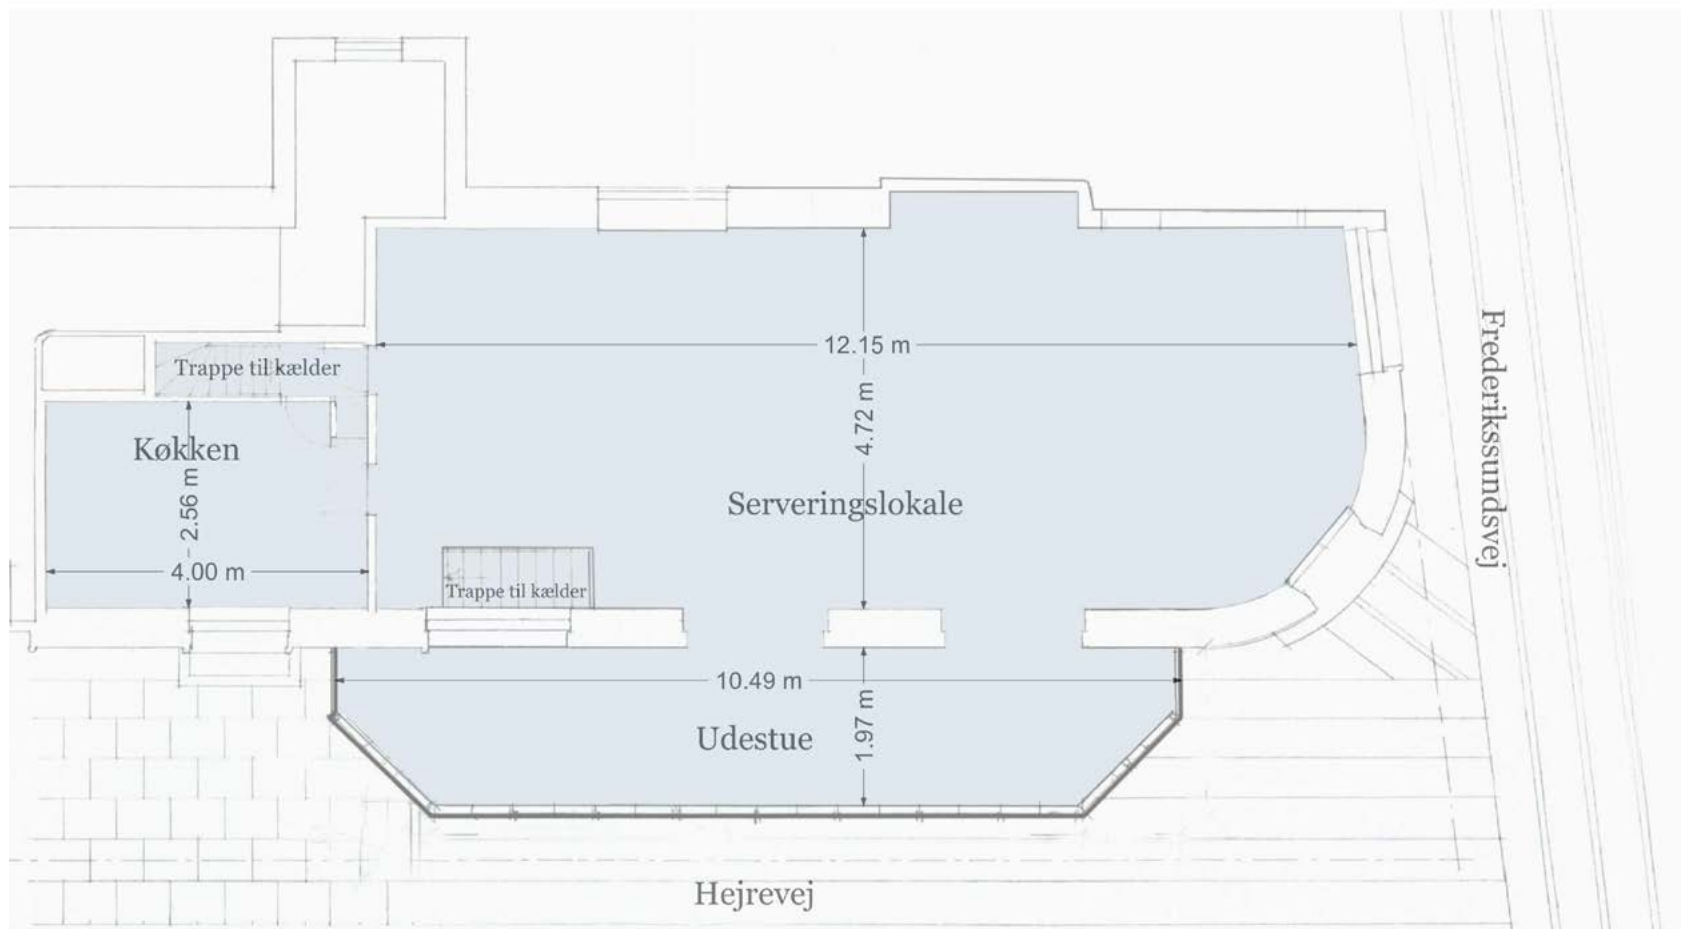 12.15 m
Trappe til kælder
4.72 m
Frederikssundsvej
Køkken
2.56 m
Serveringslokale
4.00 m
Trappe til kælder
10.49 m
1.97 m
Udestue
Hejrevej